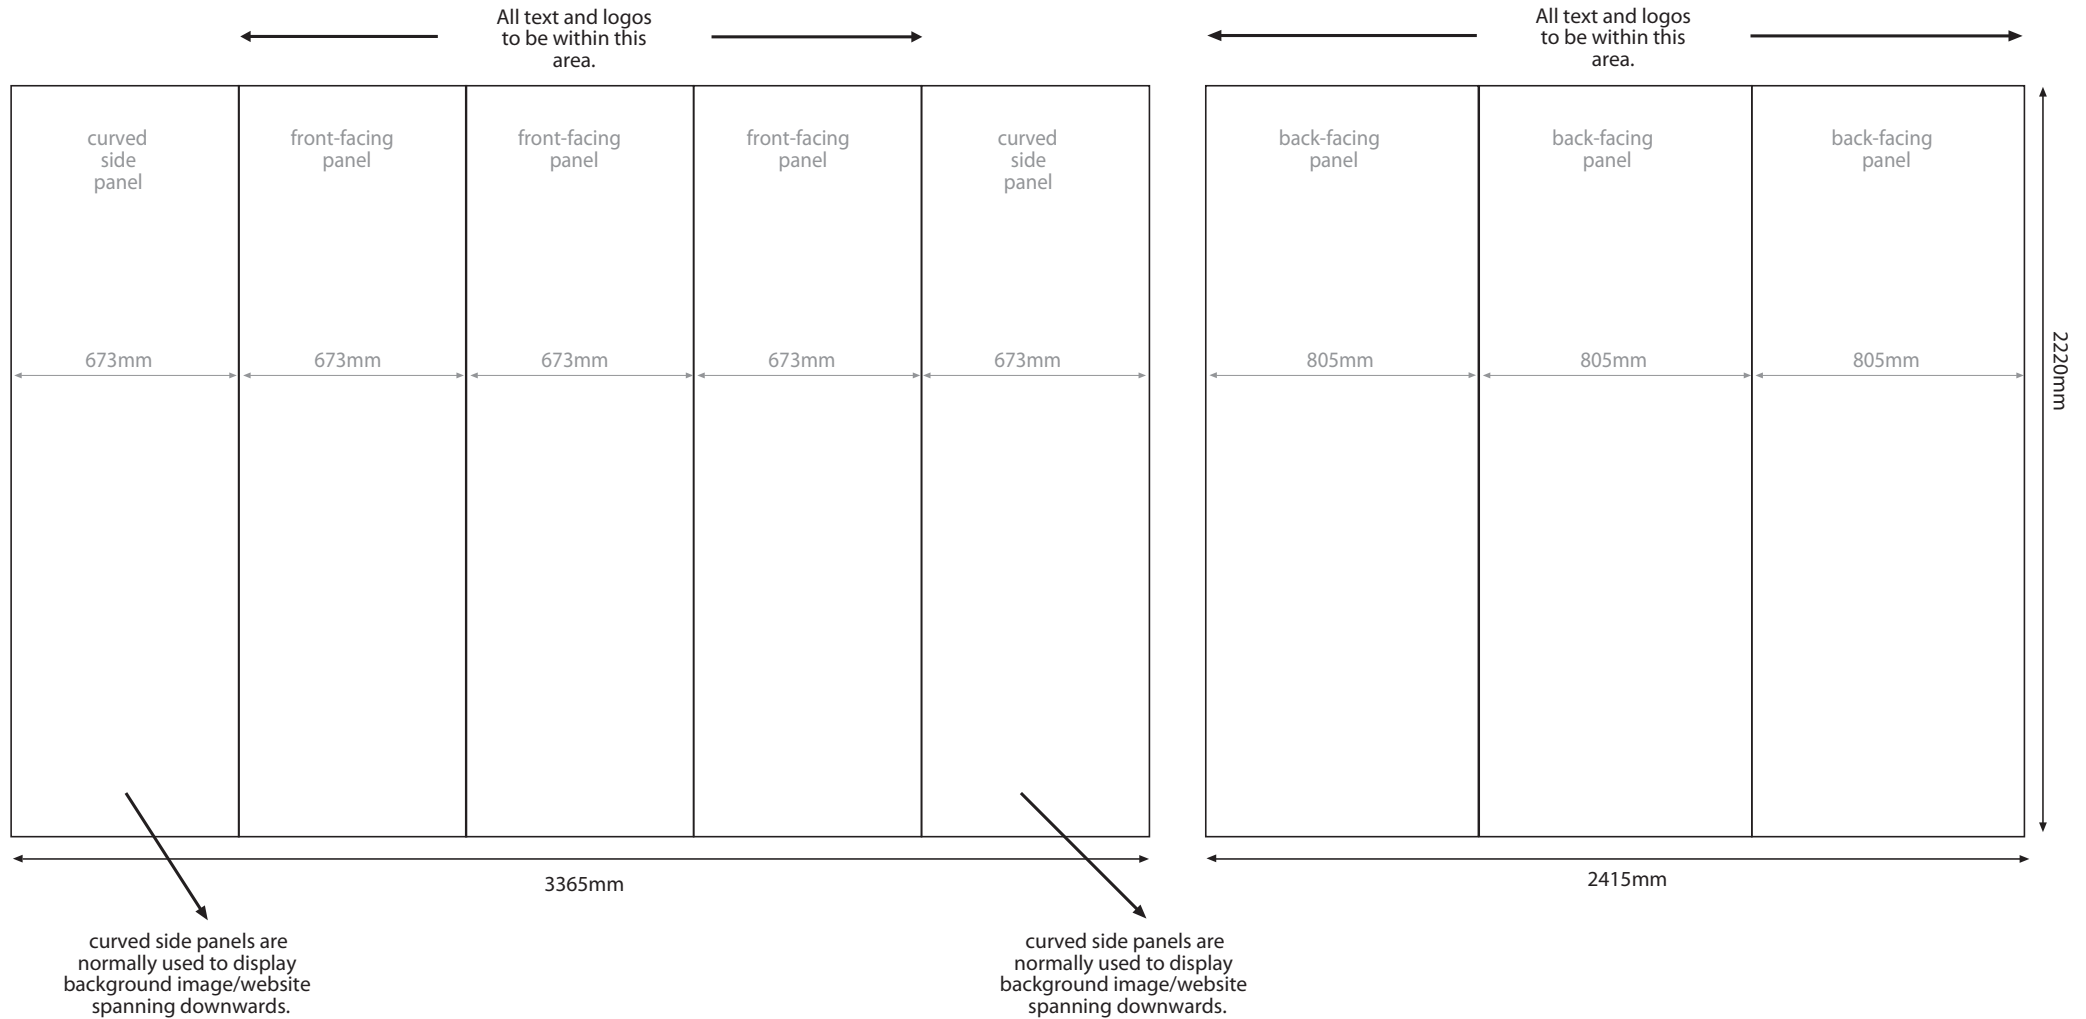 All text and logos
to be within this
area.
All text and logos
to be within this
area.
curved
side
panel
front-facing
panel
front-facing
panel
front-facing
panel
curved
side
panel
back-facing
panel
back-facing
panel
back-facing
panel
673mm
673mm
673mm
673mm
673mm
805mm
805mm
805mm
2220mm
3365mm
2415mm
curved side panels are
normally used to display
background image/website
spanning downwards.
curved side panels are
normally used to display
background image/website
spanning downwards.